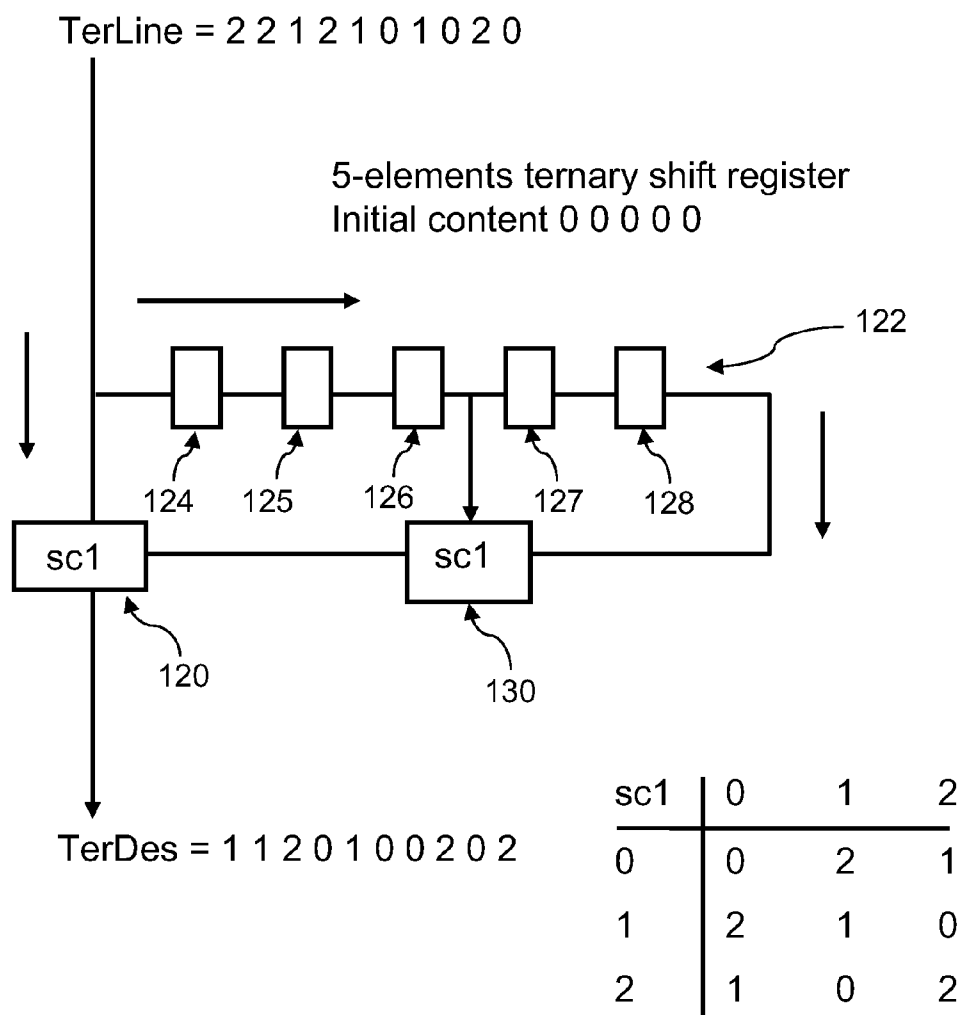 TerLine = 2 2 1 2 1 0 1 0 2 0
5-elements ternary shift register
Initial content 0 0 0 0 0
122
124
125
126
127
128
sc1
sc1
120
130
TerDes = 1 1 2 0 1 0 0 2 0 2
sc1 0 1 2
0 0 2 1
1 2 1 0
2 1 0 2